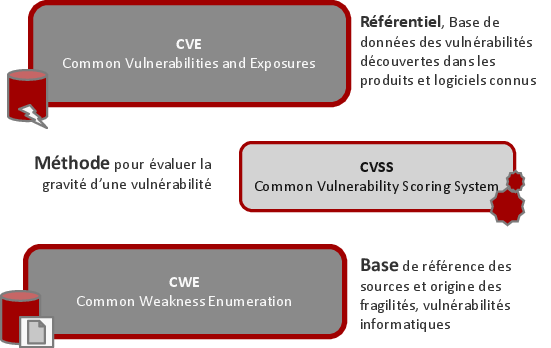 CVE
Common Vulnerabilities and Exposures
Référentiel, Base de
données des vulnérabilités
découvertes dans les
produits et logiciels connus
Méthode pour évaluer la
gravité d'une vulnérabilité
CVSS
Common Vulnerability Scoring System
CWE
Common Weakness Enumeration
Base de référence des
sources et origine des
fragilités, vulnérabilités
informatiques